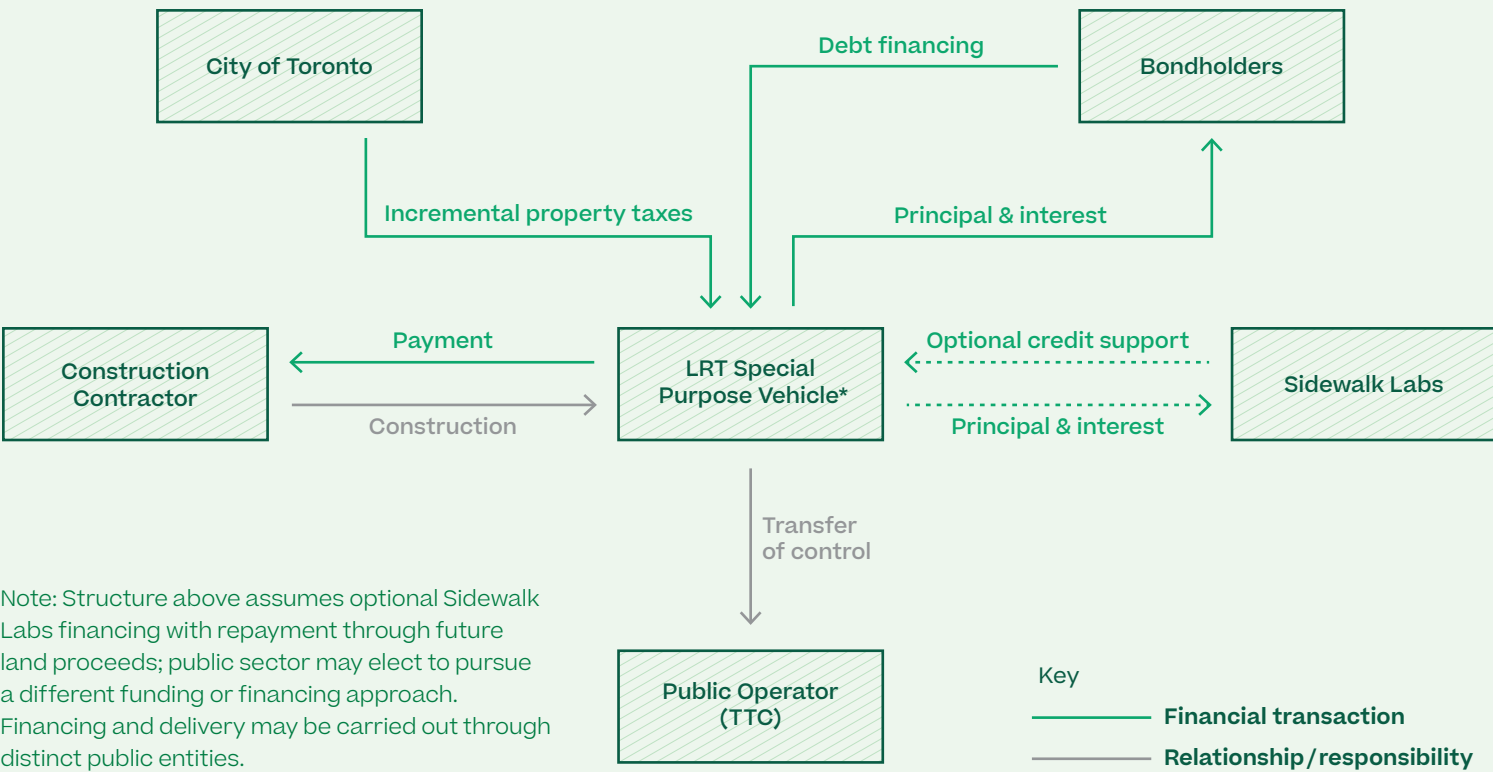 City of Toronto
Debt financing
Bondholders
Incremental property taxes
Principal & interest
Construction
Contractor
Payment
Construction
LRT Special
Purpose Vehicle*
Optional credit support
Principal & interest
Sidewalk Labs
Transfer
of control
Public Operator
(TTC)
Note: Structure above assumes optional Sidewalk
Labs financing with repayment through future
land proceeds; public sector may elect to pursue
a different funding or financing approach.
Financing and delivery may be carried out through
distinct public entities.
Key
Financial transaction
Relationship/responsibility